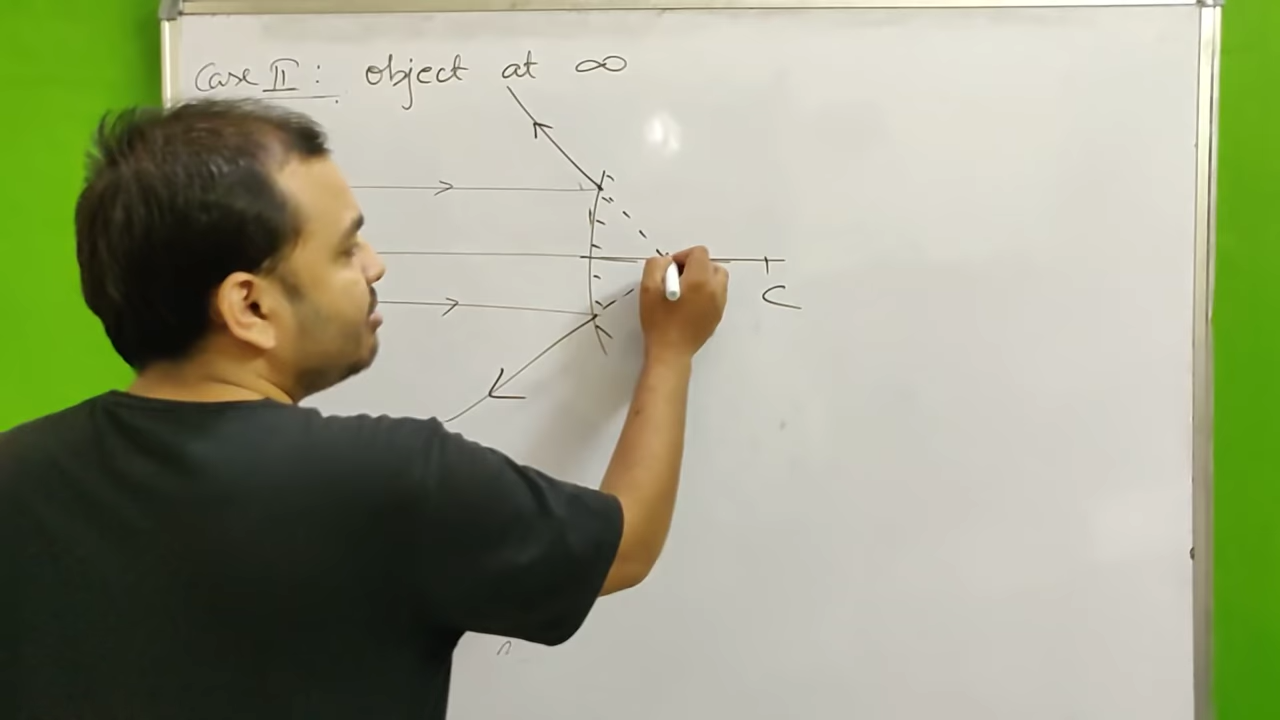 Case II : object at ∞
C